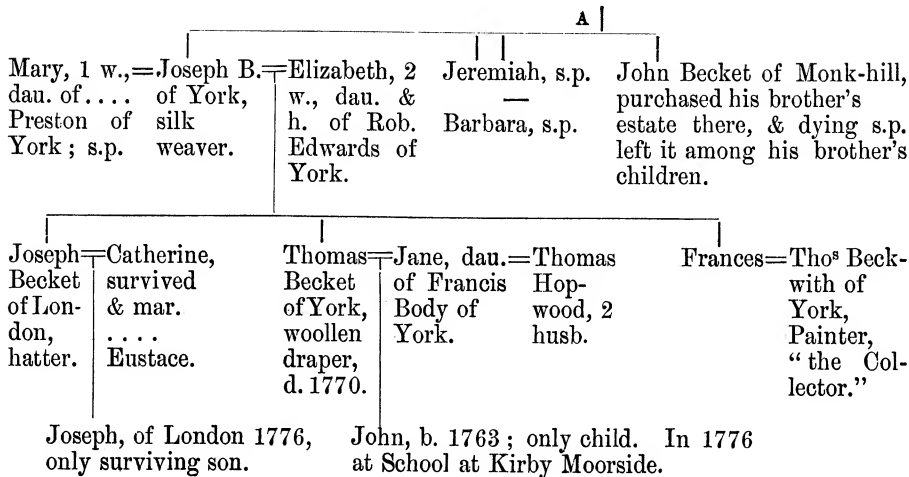 A
Mary, 1 w.,=Joseph B.=Elizabeth, 2
dau. of.... of York, w., dau. &
Preston of silk h. of Rob.
York; s.p. weaver. Edwards of
York.
Jeremiah, s.p.
—
Barbara, s.p.
John Becket of Monk-hill,
purchased his brother's
estate there, & dying s.p.
left it among his brother's
children.
Joseph=Catherine,
Becket survived
of Lon- & mar.
don, ....
hatter. Eustace.
Thomas=Jane, dau.=Thomas
Becket of Francis Hop-
of York, Body of wood, 2
woollen York. husb.
draper,
d. 1770.
Frances=Thos Beck-
with of
York,
Painter,
“the Col-
lector.”
Joseph, of London 1776,
only surviving son.
John, b. 1763; only child. In 1776
at School at Kirby Moorside.